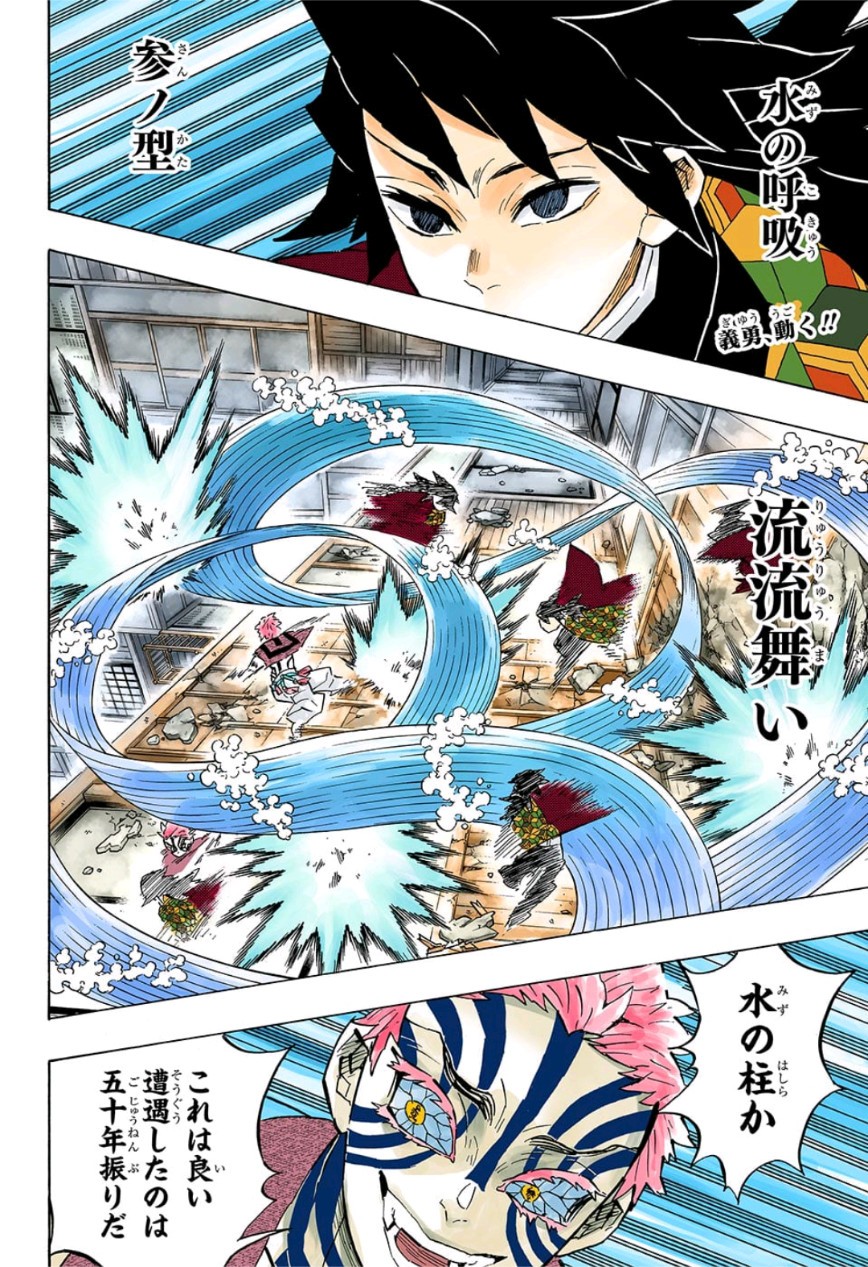 水の呼吸
参ノ型
義勇、動く!!
流流舞い
水の柱か
これは良い
遭遇したのは
五十年振りだ